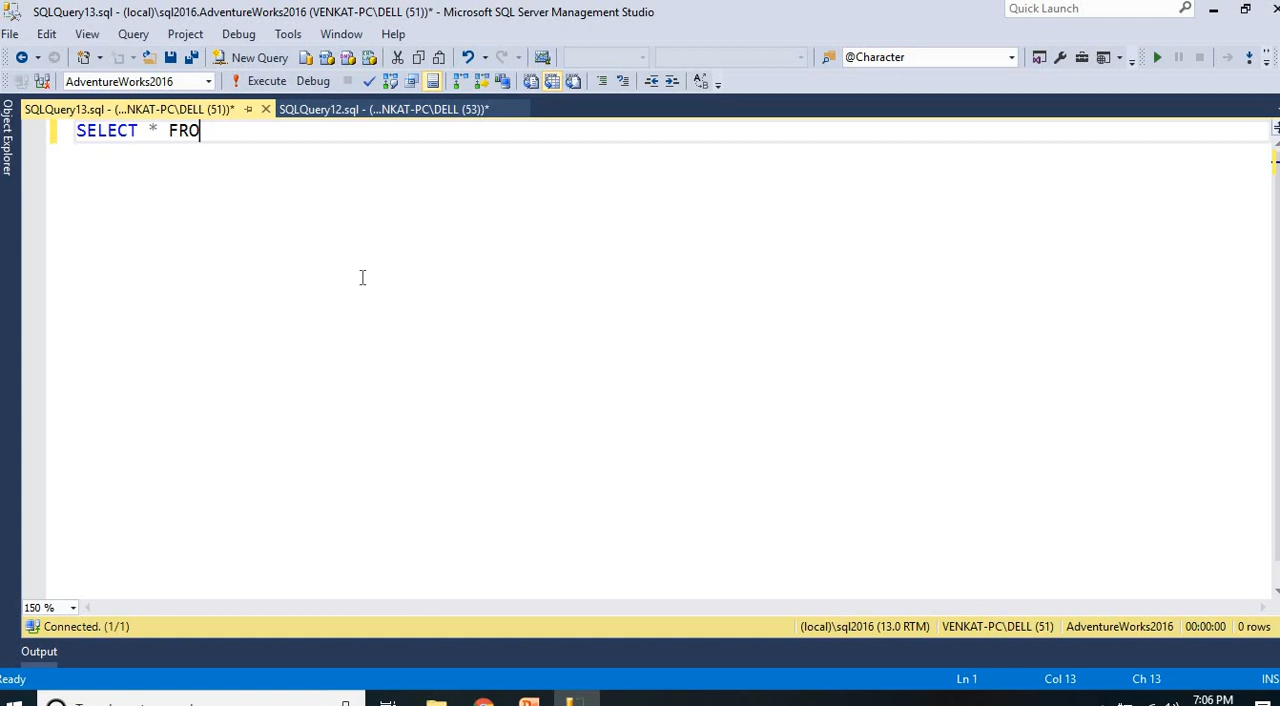 SQLQuery13.sql - (local)\sql2016.AdventureWorks2016 (VENKAT-PC\DELL (51))* - Microsoft SQL Server Management Studio
Quick Launch
File Edit View Query Project Debug Tools Window Help
New Query
@Character
AdventureWorks2016
Execute Debug
SQLQuery13.sql - (...NKAT-PC\DELL (51))* SQLQuery12.sql - (...NKAT-PC\DELL (53))*
Object Explorer
SELECT * FRO
150 %
Connected. (1/1) (local)\sql2016 (13.0 RTM) VENKAT-PC\DELL (51) AdventureWorks2016 00:00:00 0 rows
Output
eady Ln 1 Col 13 Ch 13 INS
7:06 PM